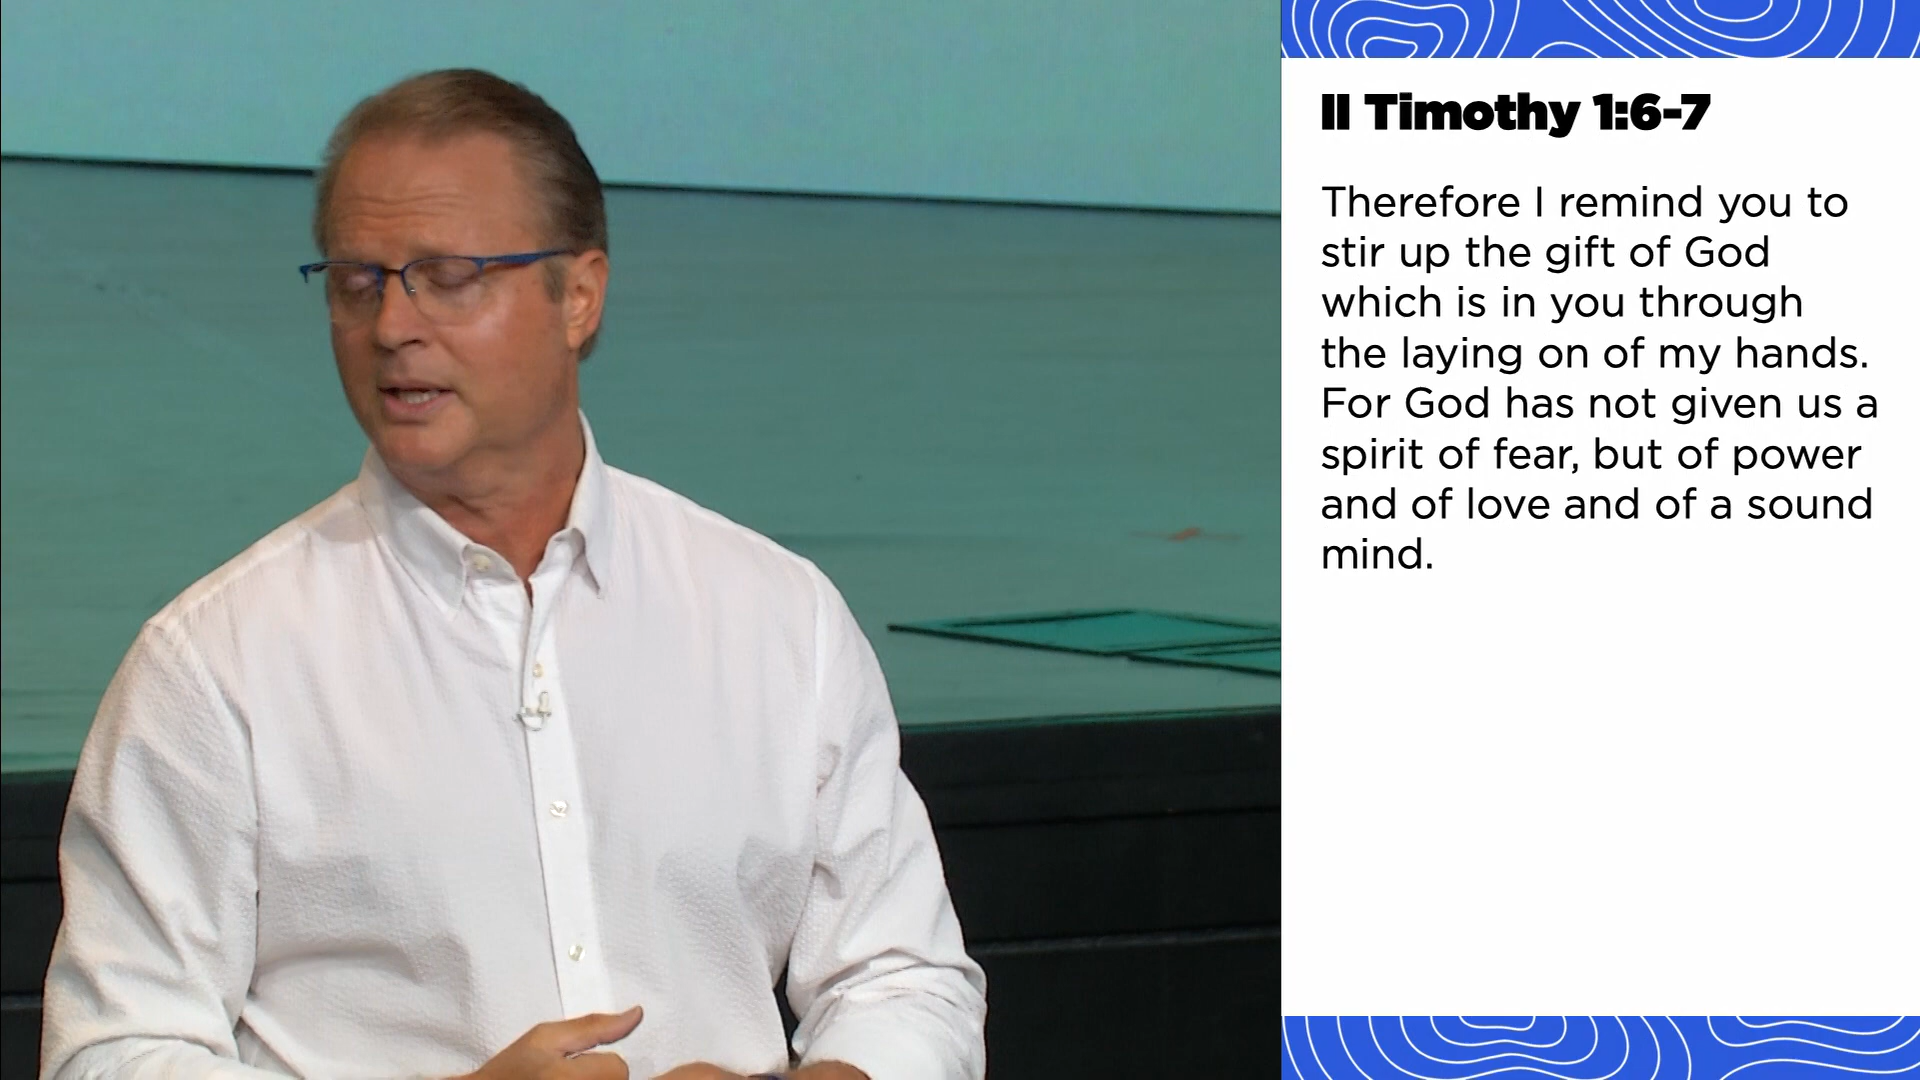 II Timothy 1:6-7
Therefore I remind you to
stir up the gift of God
which is in you through
the laying on of my hands.
For God has not given us a
spirit of fear, but of power
and of love and of a sound
mind.